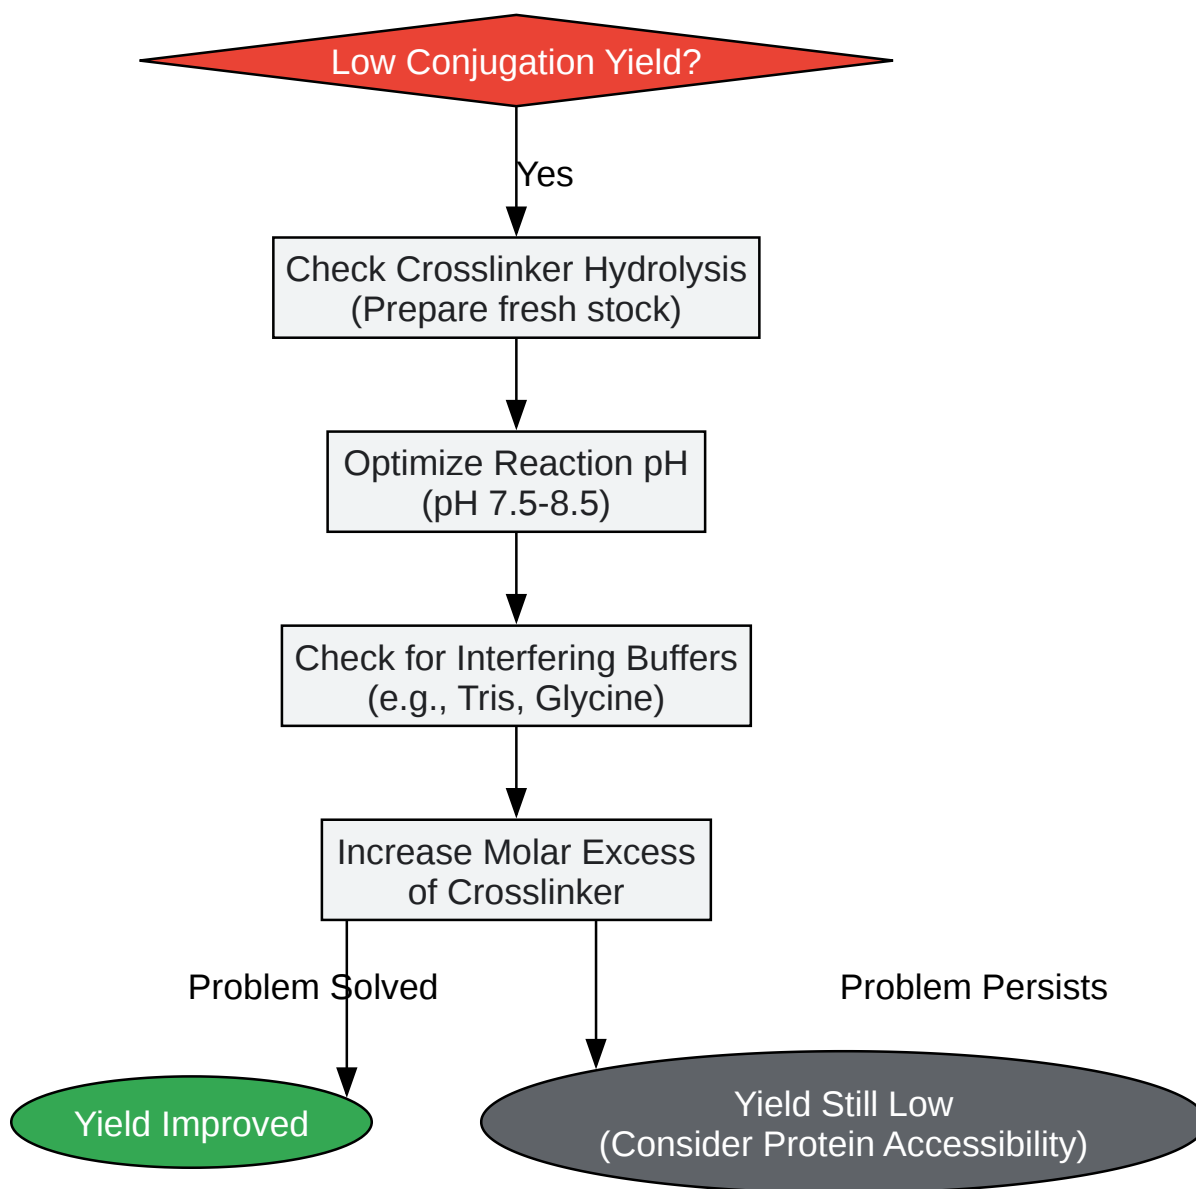 Low Conjugation Yield?
Yes
Check Crosslinker Hydrolysis
(Prepare fresh stock)
Optimize Reaction pH
(pH 7.5-8.5)
Check for Interfering Buffers
(e.g., Tris, Glycine)
Increase Molar Excess
of Crosslinker
Problem Solved
Problem Persists
Yield Improved
Yield Still Low
(Consider Protein Accessibility)